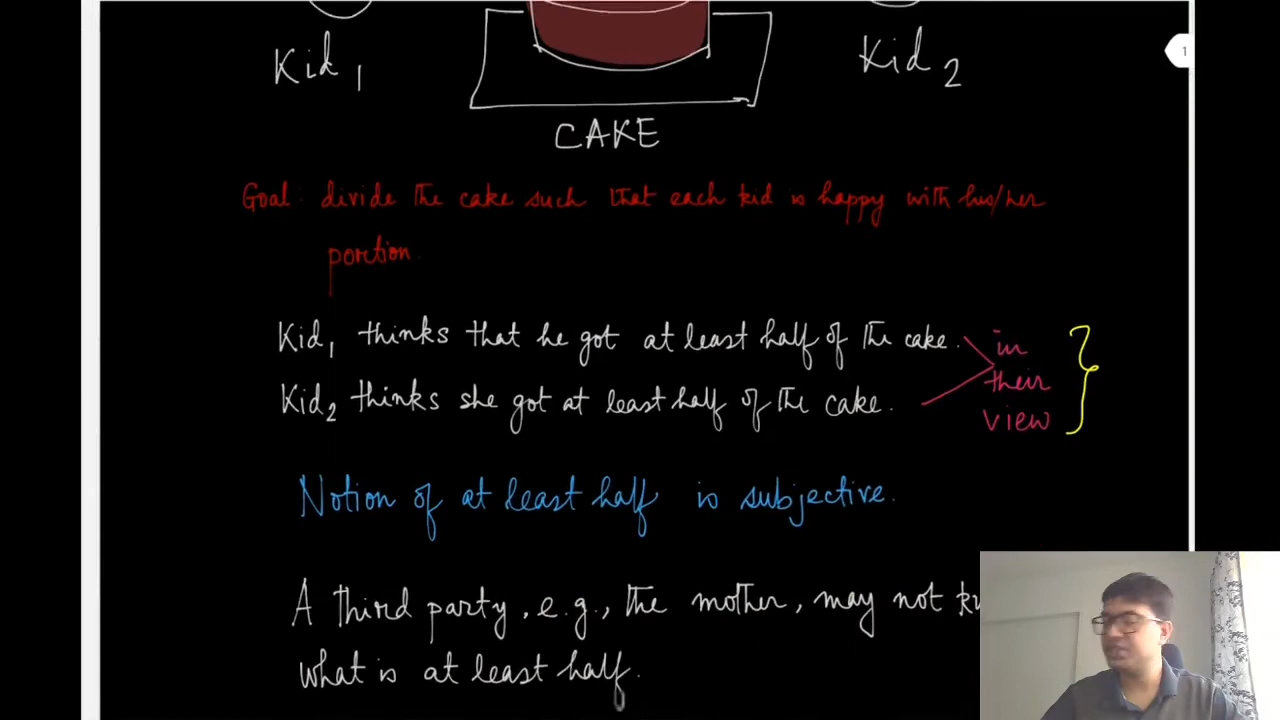 Kid 1
Kid 2
1
CAKE
Goal: divide the cake such that each kid is happy with his/her
portion.
Kid1 thinks that he got at least half of the cake.
Kid2 thinks she got at least half of the cake.
in
their
view
Notion of at least half is subjective.
A third party, e.g., the mother, may not
what is at least half.